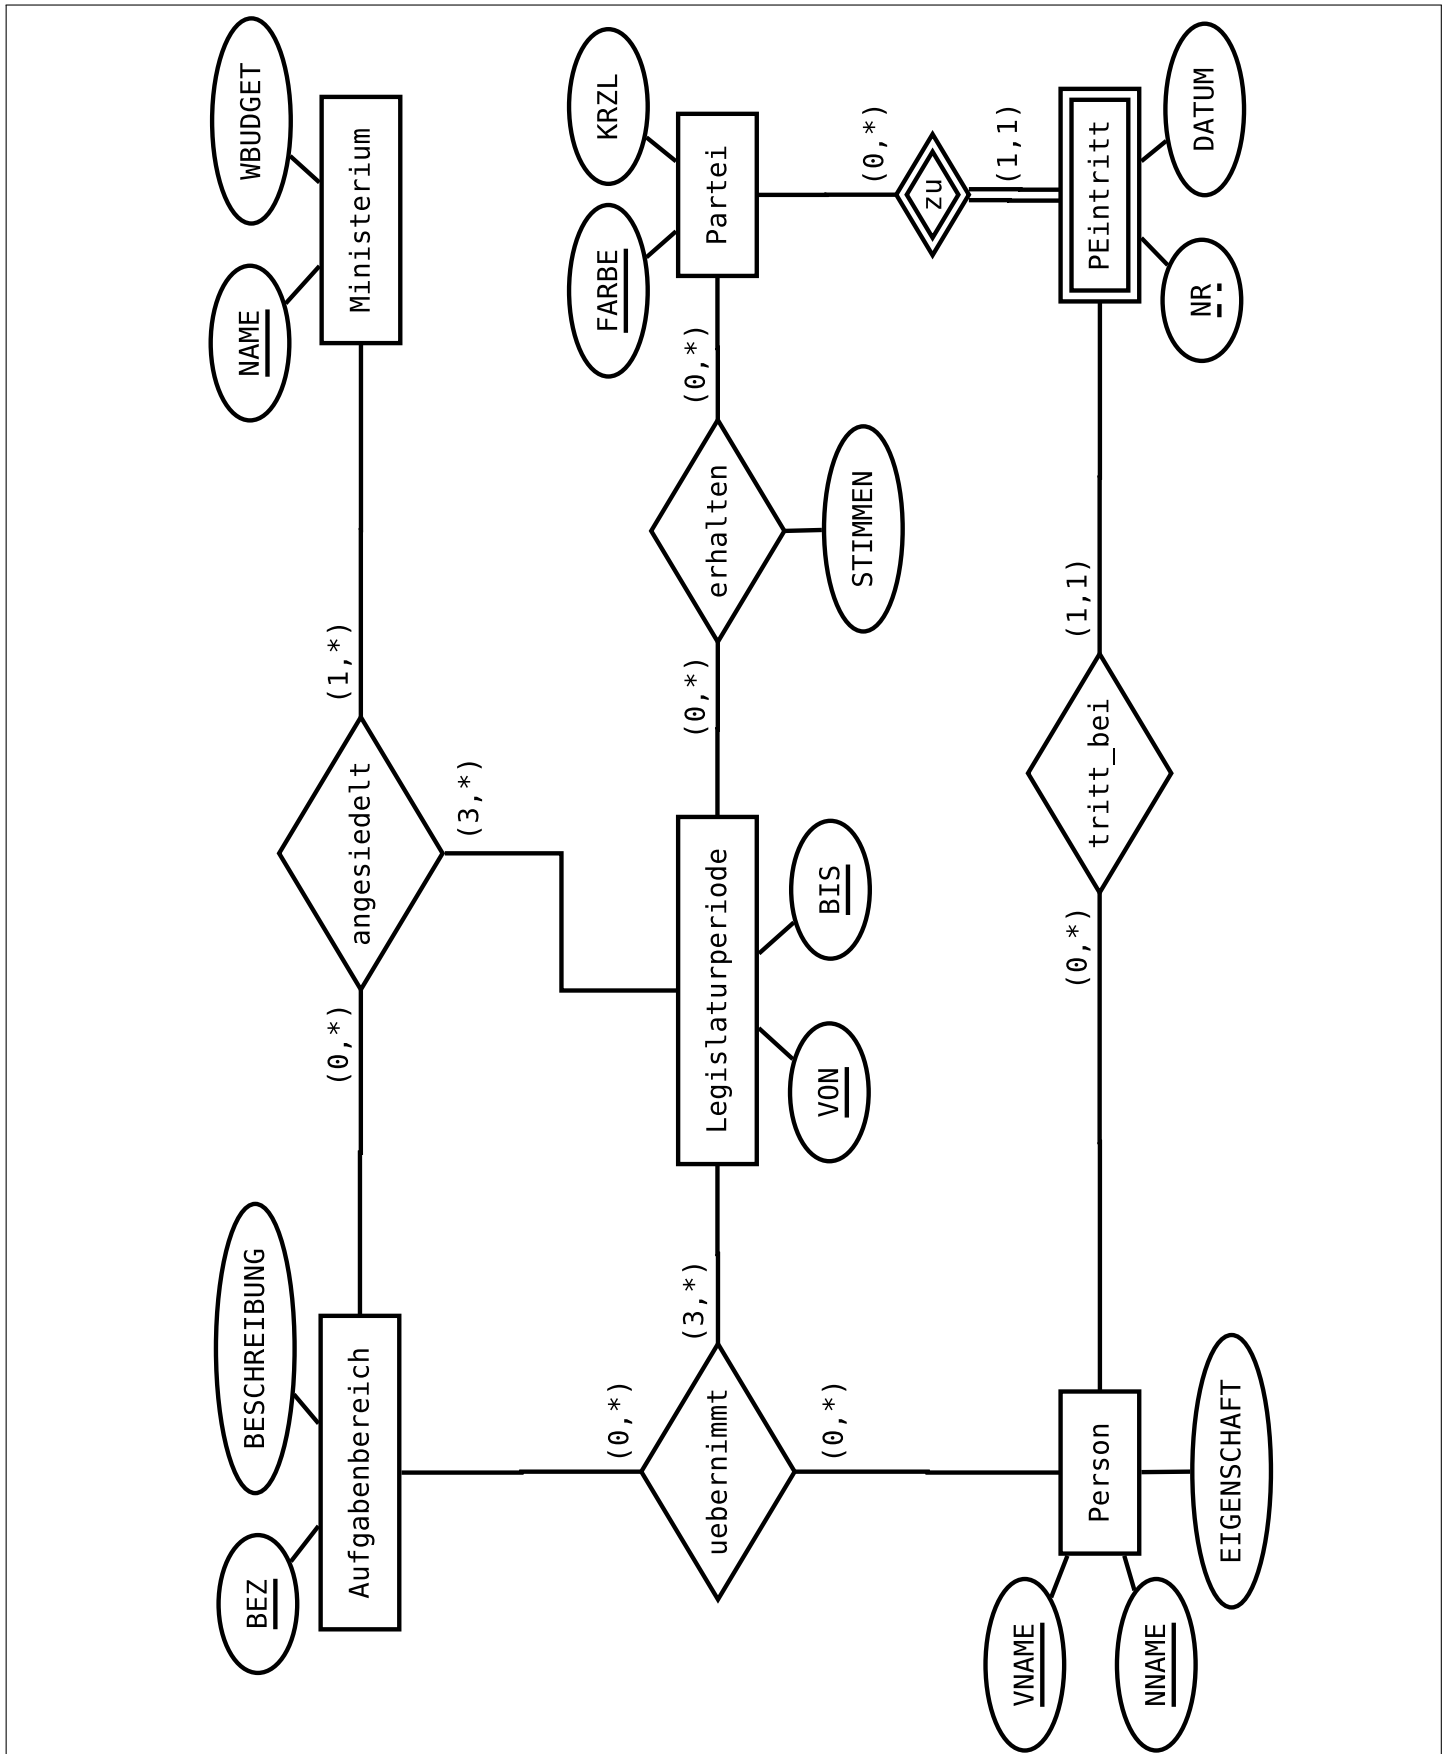 BEZ
BESCHREIBUNG
NAME
WBUDGET
Aufgabenbereich
(0,*)
angesiedelt
(1,*)
Ministerium
(3,*)
(0,*)
FARBE
KRZL
uebernimmt
(3,*)
Legislaturperiode
(0,*)
erhalten
(0,*)
Partei
(0,*)
VON
BIS
STIMMEN
(0,*)
zu
(1,1)
VNAME
Person
(0,*)
tritt_bei
(1,1)
PEintritt
NNAME
EIGENSCHAFT
NR
DATUM